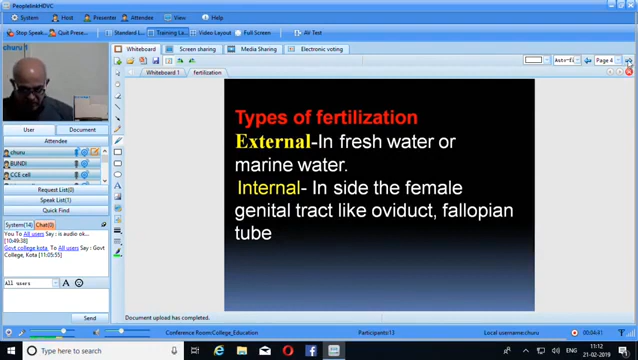 PeoplelinkHDVC
System Host Presenter Attendee View Help
Stop Speak... Quit Present... Standard L... Training La... Video Layout Full Screen AV Text
churu 1
Whiteboard Screen sharing Media Sharing Electronic voting
Auto-fi Page 4
Whiteboard 1 fertilization
User Document
Attendee
churu
BUNDI
CCE cell
Request List(0)
Speak List(1)
Quick Find
System(14) Chat(0)
You To All users Say : is audio ok...
[10:49:38]
Govt college kota To All users Say : Govt
College, Kota [11:05:55]
All users
Send
Types of fertilization
External-In fresh water or
marine water.
Internal- In side the female
genital tract like oviduct, fallopian
tube
Document upload has completed.
Conference Room:College_Education Participants:13 Local username:churu 00:04:41
Type here to search
ENG
11:12
21-02-2019